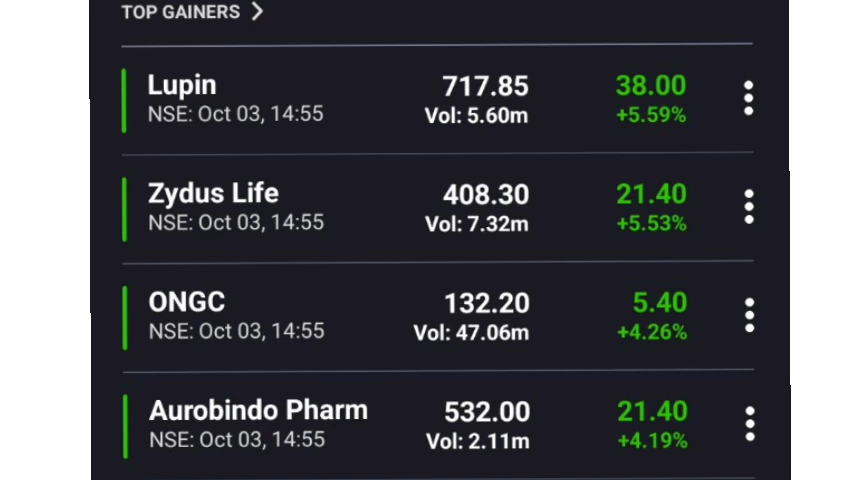 TOP GAINERS
Lupin 717.85 38.00
NSE: Oct 03, 14:55 Vol: 5.60m +5.59%
Zydus Life 408.30 21.40
NSE: Oct 03, 14:55 Vol: 7.32m +5.53%
ONGC 132.20 5.40
NSE: Oct 03, 14:55 Vol: 47.06m +4.26%
Aurobindo Pharm 532.00 21.40
NSE: Oct 03, 14:55 Vol: 2.11m +4.19%